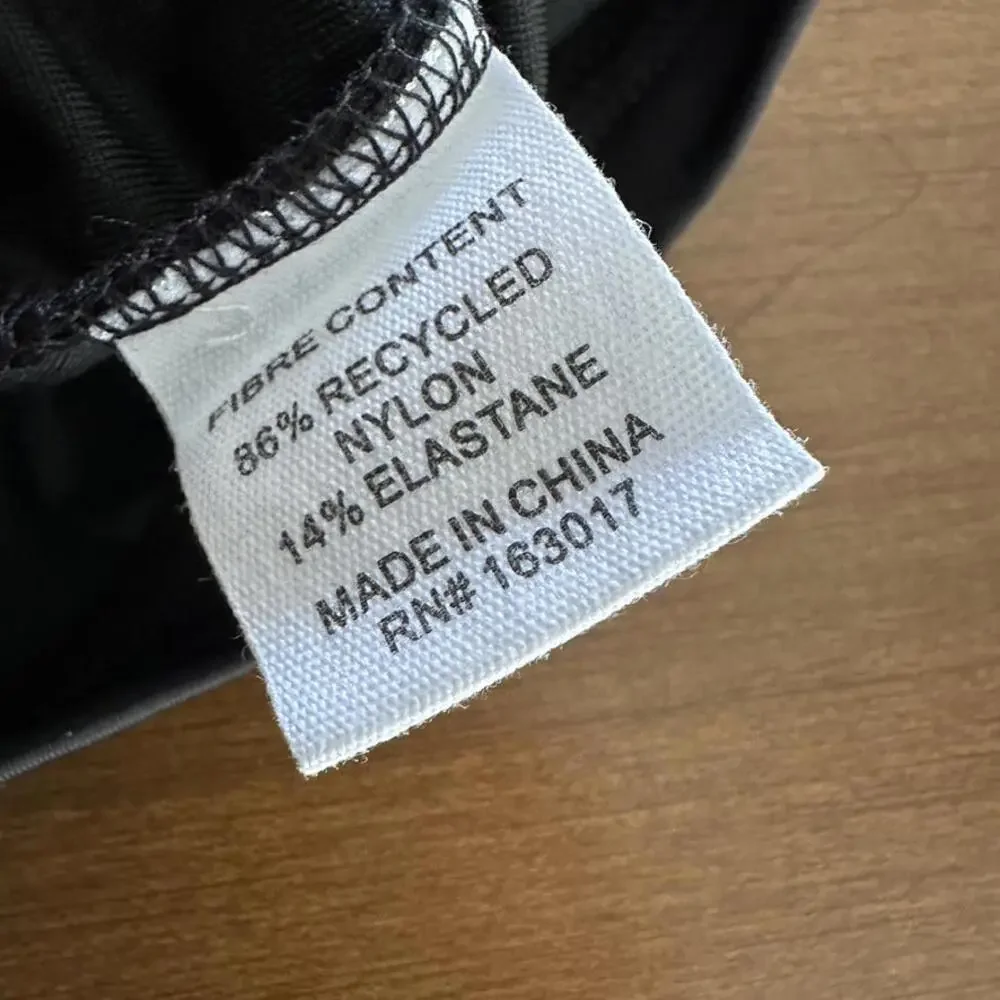 FIBRE CONTENT
86% RECYCLED
NYLON
14% ELASTANE
MADE IN CHINA
RN# 163017